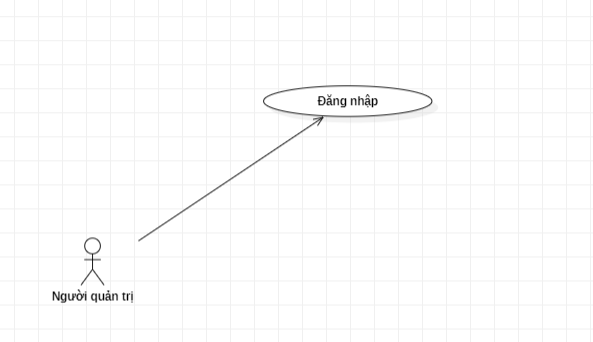 Đăng nhập
Người quản trị